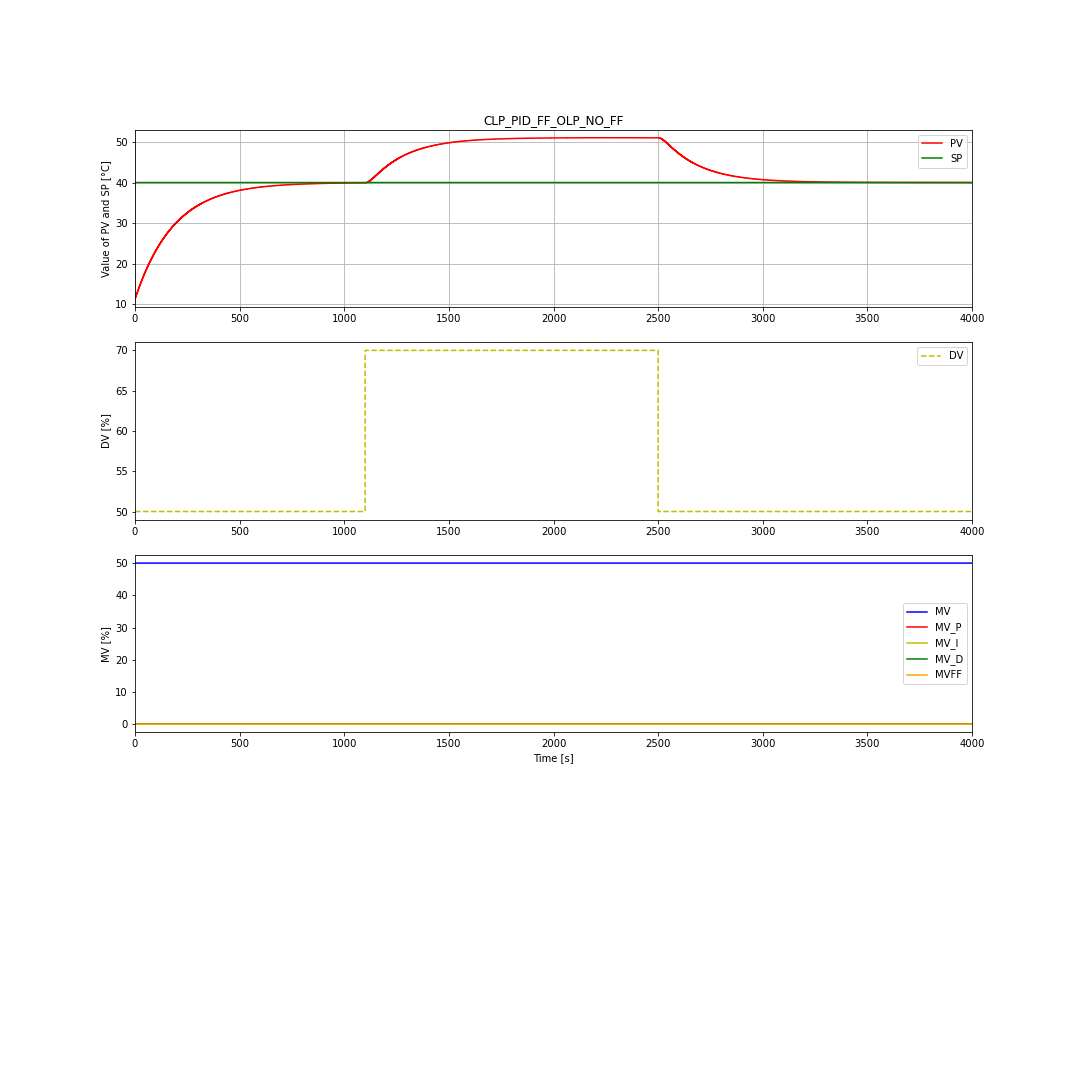 CLP_PID_FF_OLP_NO_FF
Value of PV and SP [°C]
50
40
30
20
10
PV
SP
0 500 1000 1500 2000 2500 3000 3500 4000
DV [%]
70
65
60
55
50
DV
0 500 1000 1500 2000 2500 3000 3500 4000
MV [%]
50
40
30
20
10
0
MV
MV_P
MV_I
MV_D
MVFF
0 500 1000 1500 2000 2500 3000 3500 4000
Time [s]